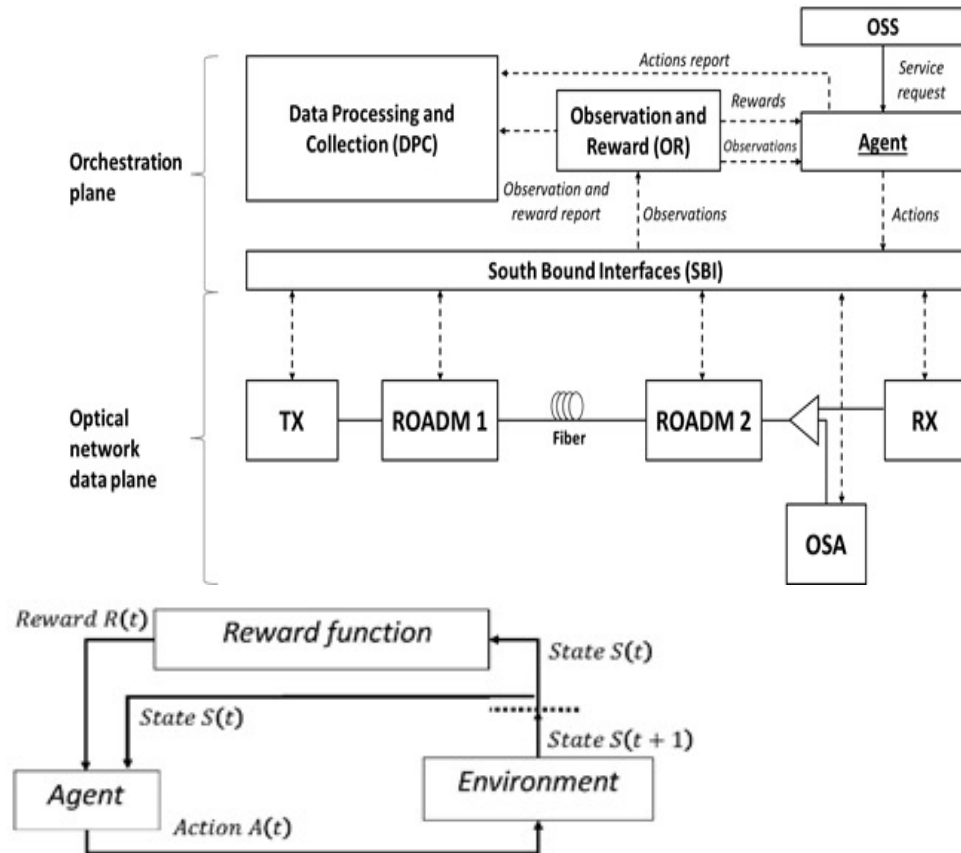 OSS
Actions report
Service
request
Data Processing and
Collection (DPC)
Observation and
Reward (OR)
Rewards
Observations
Agent
Orchestration
plane
Observation and
reward report
Observations
Actions
South Bound Interfaces (SBI)
Optical
network
data plane
TX
ROADM 1
Fiber
ROADM 2
RX
OSA
Reward R(t)
Reward function
State S(t)
State S(t)
State S(t + 1)
Agent
Environment
Action A(t)